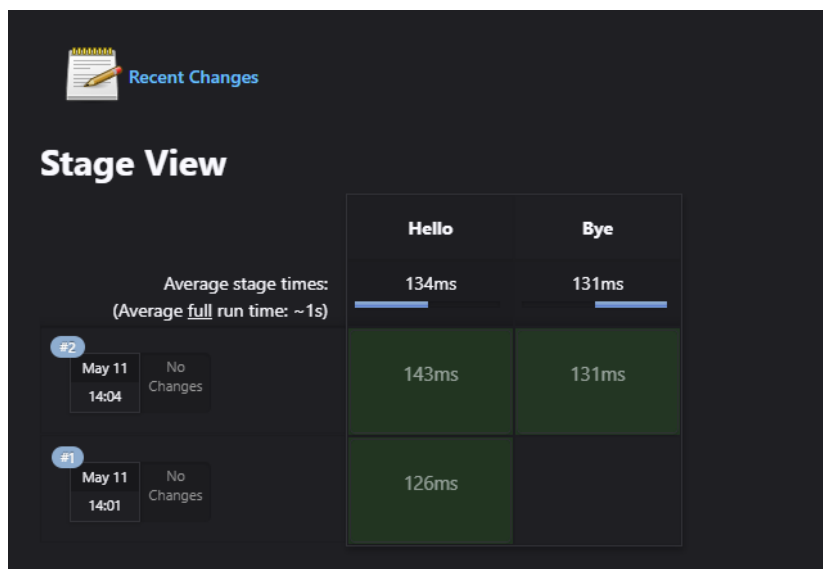 Recent Changes
Stage View
Hello Bye
Average stage times: 134ms 131ms
(Average full run time: ~1s)
#2
May 11 No
Changes
14:04
143ms 131ms
#1
May 11 No
Changes
14:01
126ms